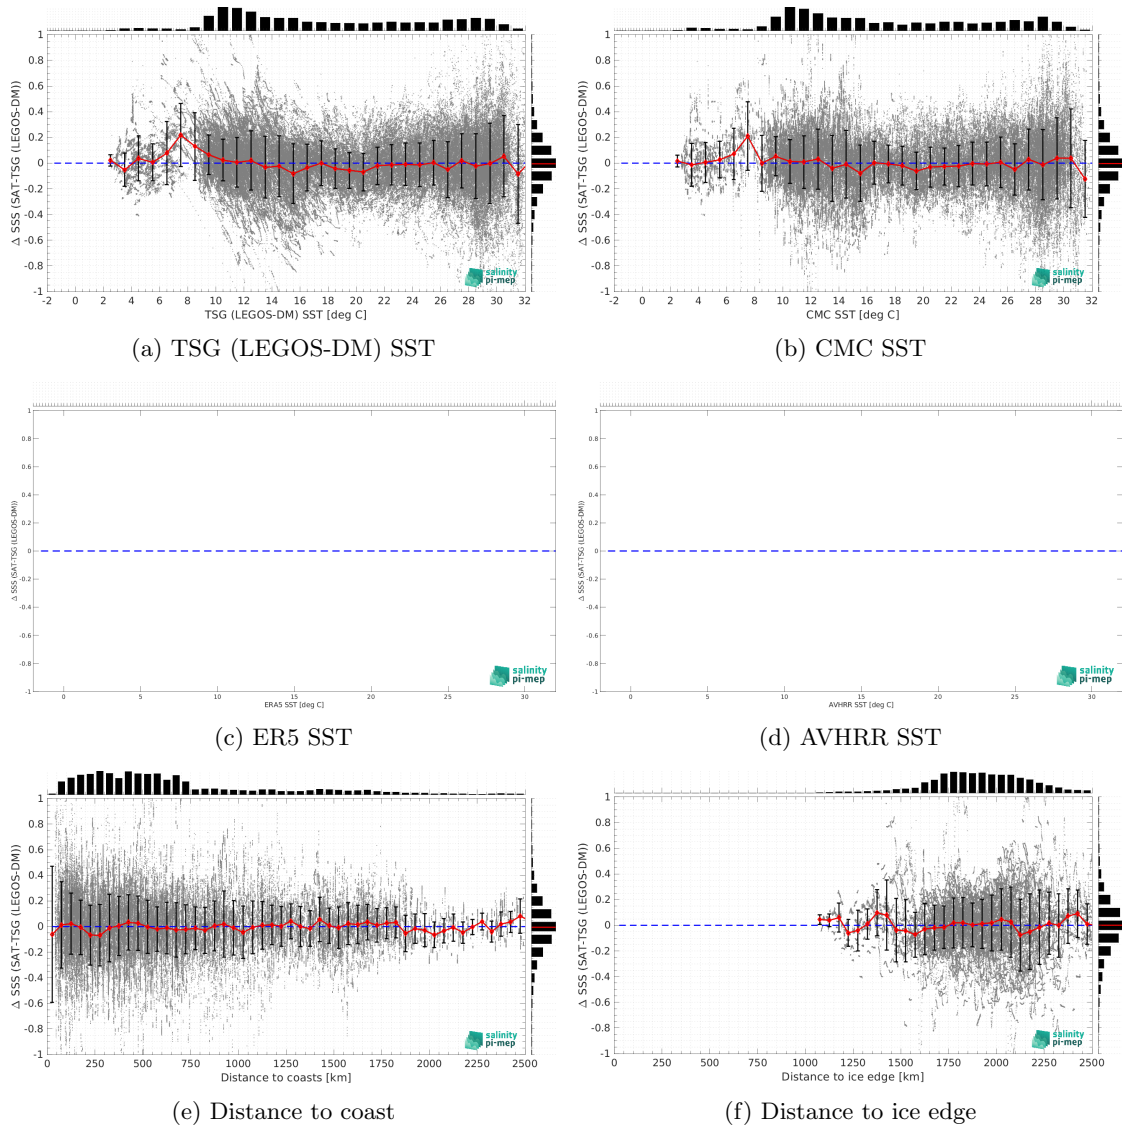 1
0.8
0.6
0.4
0.2
0
-0.2
-0.4
-0.6
-0.8
-1
Δ SSS (SAT-TSG (LEGOS-DM))
-2 0 2 4 6 8 10 12 14 16 18 20 22 24 26 28 30 32
TSG (LEGOS-DM) SST [deg C]
salinity
pi-mep
(a) TSG (LEGOS-DM) SST
1
0.8
0.6
0.4
0.2
0
-0.2
-0.4
-0.6
-0.8
-1
Δ SSS (SAT-TSG (LEGOS-DM))
-2 0 2 4 6 8 10 12 14 16 18 20 22 24 26 28 30 32
CMC SST [deg C]
salinity
pi-mep
(b) CMC SST
1
0.8
0.6
0.4
0.2
0
-0.2
-0.4
-0.6
-0.8
-1
Δ SSS (SAT-TSG (LEGOS-DM))
0 5 10 15 20 25 30
ERA5 SST [deg C]
salinity
pi-mep
(c) ER5 SST
1
0.8
0.6
0.4
0.2
0
-0.2
-0.4
-0.6
-0.8
-1
Δ SSS (SAT-TSG (LEGOS-DM))
0 5 10 15 20 25 30
AVHRR SST [deg C]
salinity
pi-mep
(d) AVHRR SST
1
0.8
0.6
0.4
0.2
0
-0.2
-0.4
-0.6
-0.8
-1
Δ SSS (SAT-TSG (LEGOS-DM))
0 250 500 750 1000 1250 1500 1750 2000 2250 2500
Distance to coasts [km]
salinity
pi-mep
(e) Distance to coast
1
0.8
0.6
0.4
0.2
0
-0.2
-0.4
-0.6
-0.8
-1
Δ SSS (SAT-TSG (LEGOS-DM))
0 250 500 750 1000 1250 1500 1750 2000 2250 2500
Distance to ice edge [km]
salinity
pi-mep
(f) Distance to ice edge